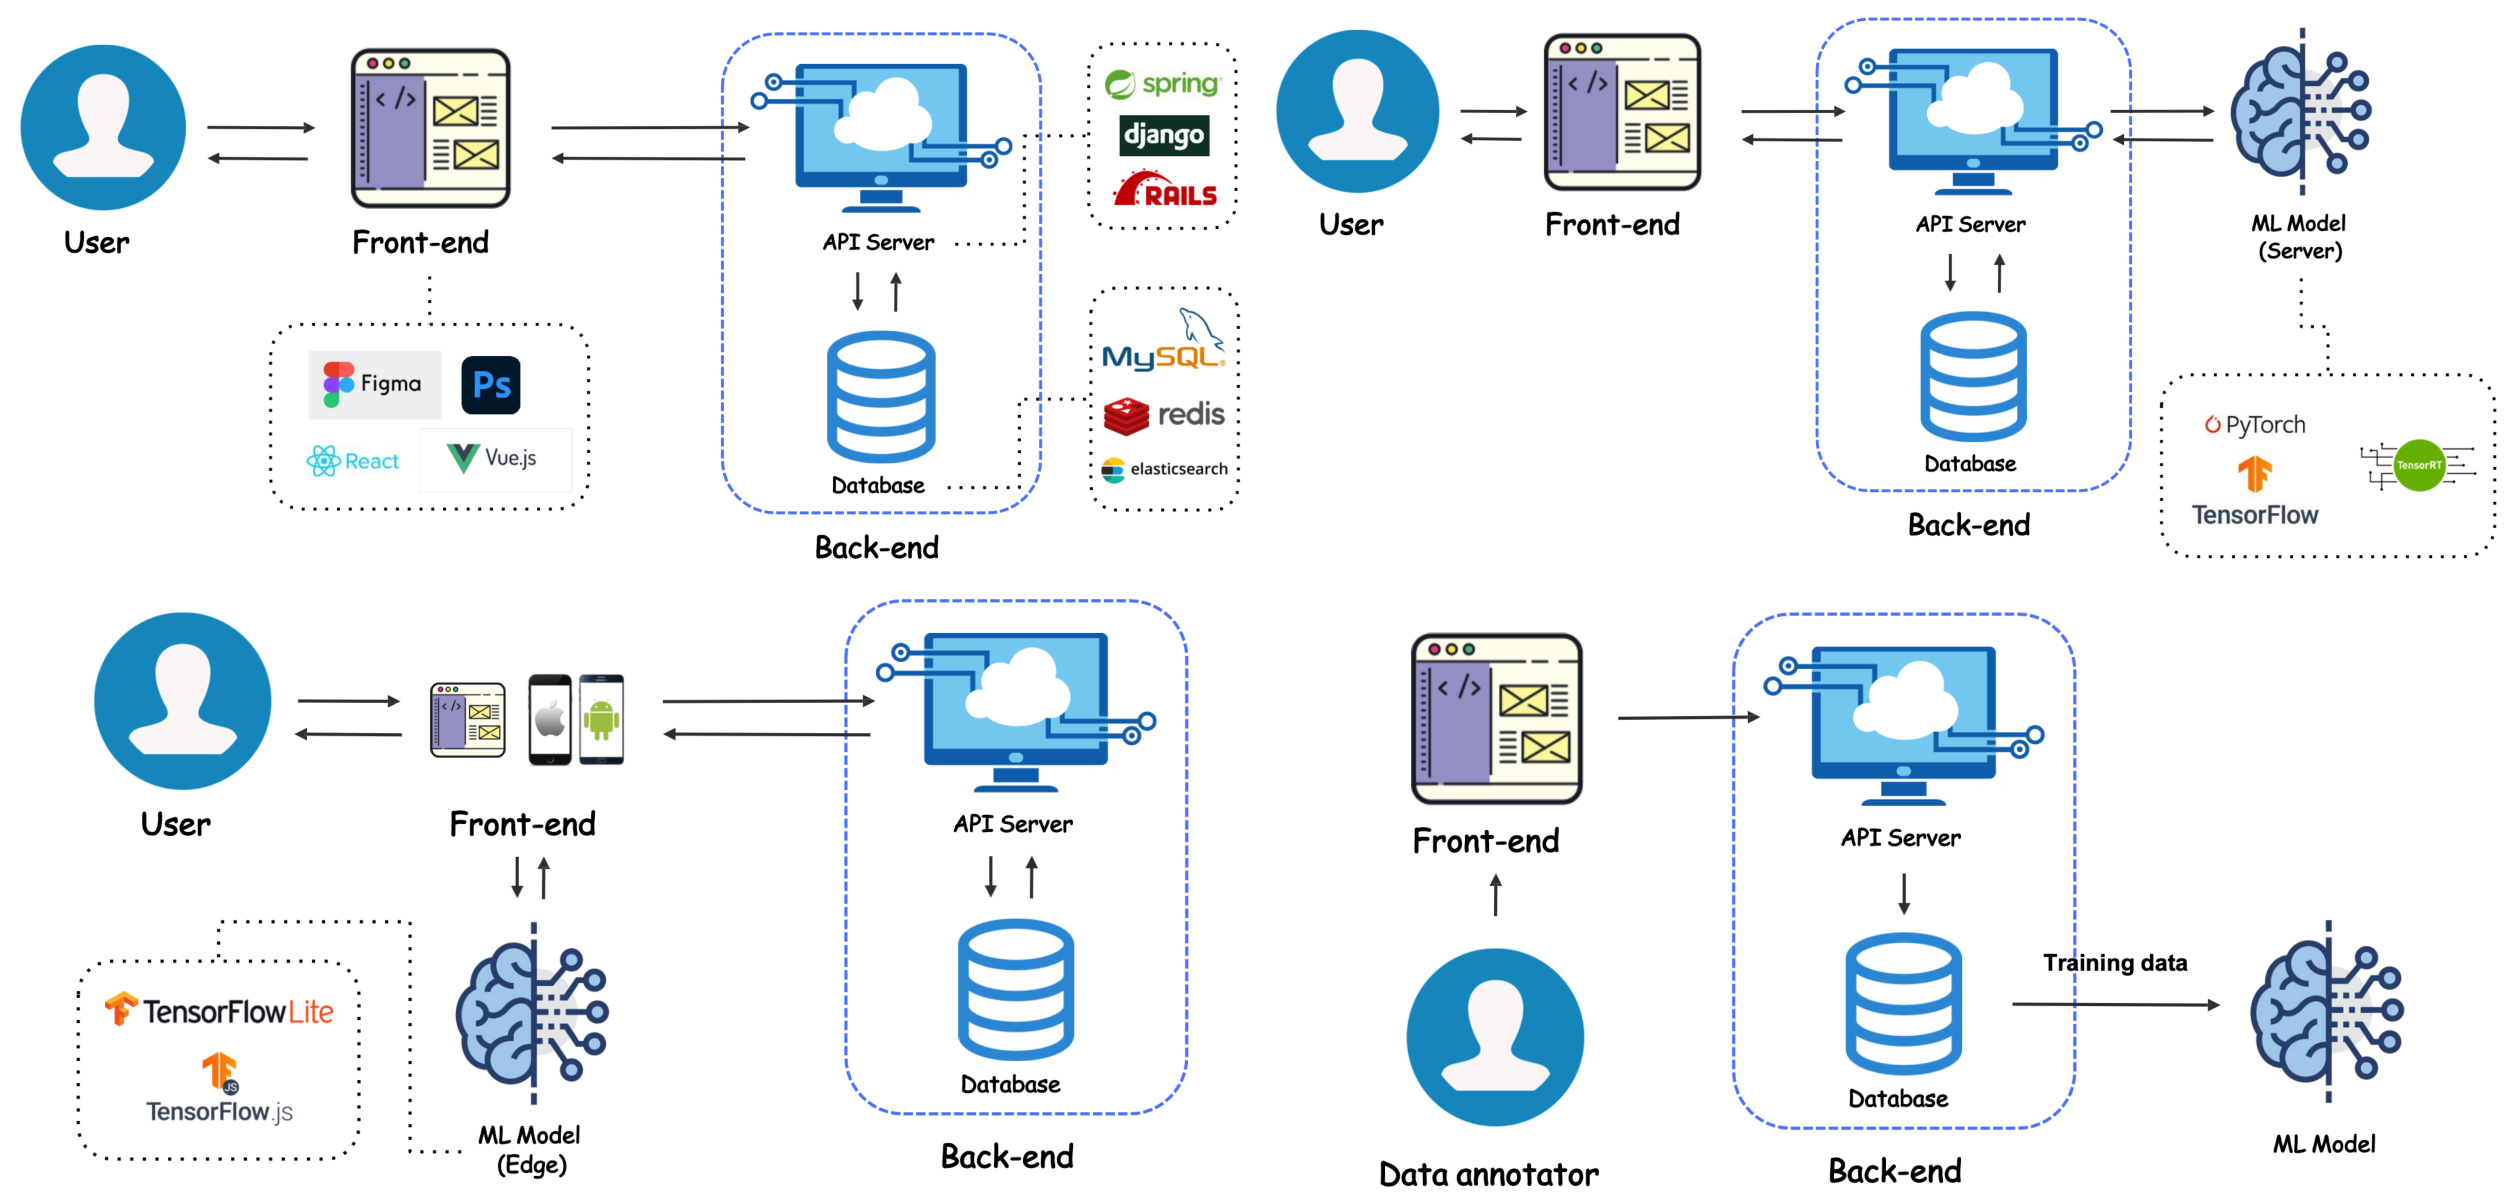 User
Front-end
Figma
Ps
React
Vue.js
API Server
Database
Back-end
spring
django
RAILS
MySQL
redis
elasticsearch
User
Front-end
API Server
Database
Back-end
ML Model
(Server)
PyTorch
TensorFlow
TensorRT
User
Front-end
ML Model
(Edge)
TensorFlow Lite
JS
TensorFlow.js
API Server
Database
Back-end
Front-end
Data annotator
API Server
Database
Back-end
Training data
ML Model